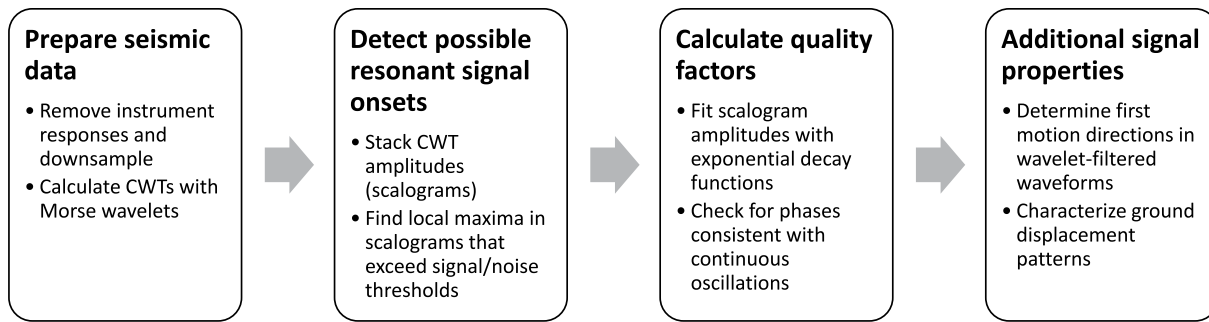 Prepare seismic
data
• Remove instrument
responses and
downsample
• Calculate CWTs with
Morse wavelets
Detect possible
resonant signal
onsets
• Stack CWT
amplitudes
(scalograms)
• Find local maxima in
scalograms that
exceed signal/noise
thresholds
Calculate quality
factors
• Fit scalogram
amplitudes with
exponential decay
functions
• Check for phases
consistent with
continuous
oscillations
Additional signal
properties
• Determine first
motion directions in
wavelet-filtered
waveforms
• Characterize ground
displacement
patterns